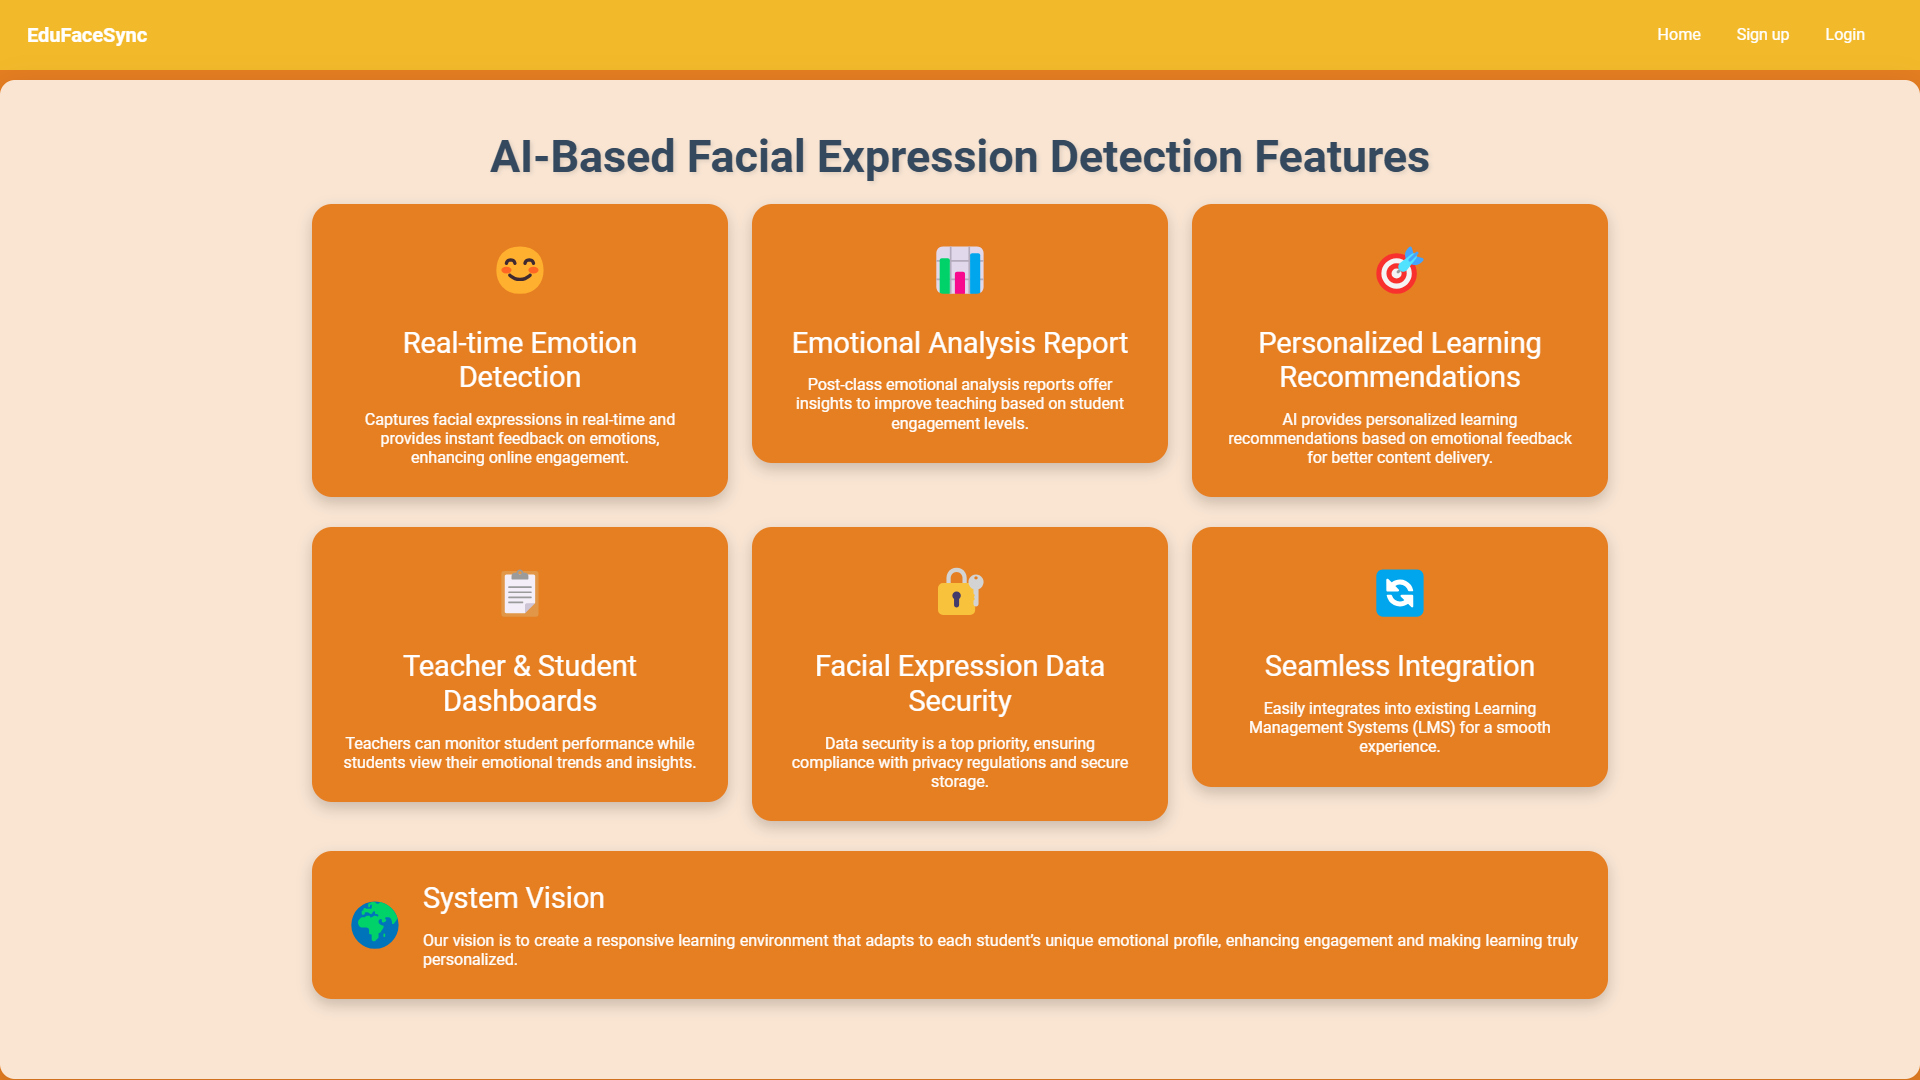 EduFaceSync
Home
Sign up
Login
AI-Based Facial Expression Detection Features
Real-time Emotion
Detection
Captures facial expressions in real-time and
provides instant feedback on emotions,
enhancing online engagement.
Emotional Analysis Report
Post-class emotional analysis reports offer
insights to improve teaching based on student
engagement levels.
Personalized Learning
Recommendations
AI provides personalized learning
recommendations based on emotional feedback
for better content delivery.
Teacher & Student
Dashboards
Teachers can monitor student performance while
students view their emotional trends and insights.
Facial Expression Data
Security
Data security is a top priority, ensuring
compliance with privacy regulations and secure
storage.
Seamless Integration
Easily integrates into existing Learning
Management Systems (LMS) for a smooth
experience.
System Vision
Our vision is to create a responsive learning environment that adapts to each student’s unique emotional profile, enhancing engagement and making learning truly
personalized.